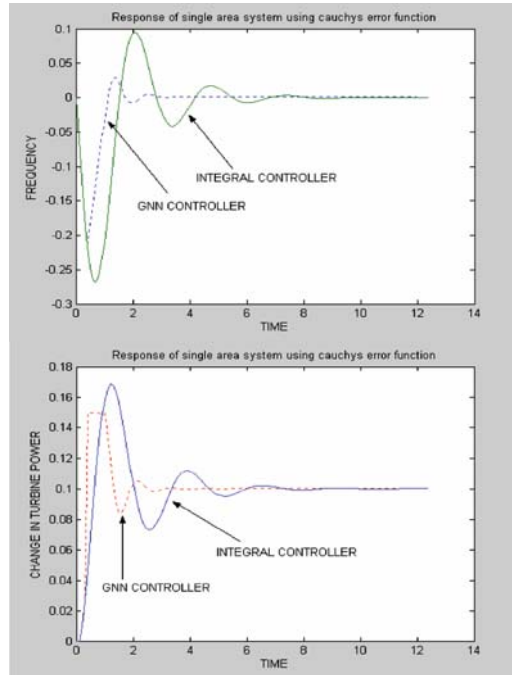 Response of single area system using cauchys error function
0.1
0.05
0
-0.05
-0.1
-0.15
-0.2
-0.25
-0.3
FREQUENCY
INTEGRAL CONTROLLER
GNN CONTROLLER
0 2 4 6 8 10 12 14
TIME
Response of single area system using cauchys error function
0.18
0.16
0.14
0.12
0.1
0.08
0.06
0.04
0.02
0
CHANGE IN TURBINE POWER
INTEGRAL CONTROLLER
GNN CONTROLLER
0 2 4 6 8 10 12 14
TIME